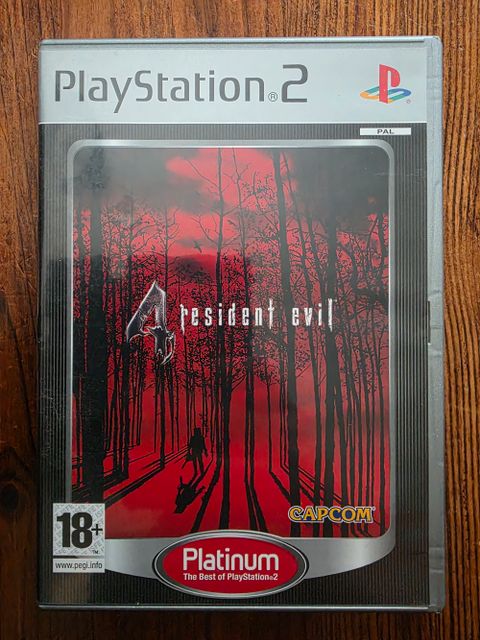 PlayStation®2
PAL
4 resident evil
CAPCOM®
18+
www.pegi.info
Platinum
The Best of PlayStation®2